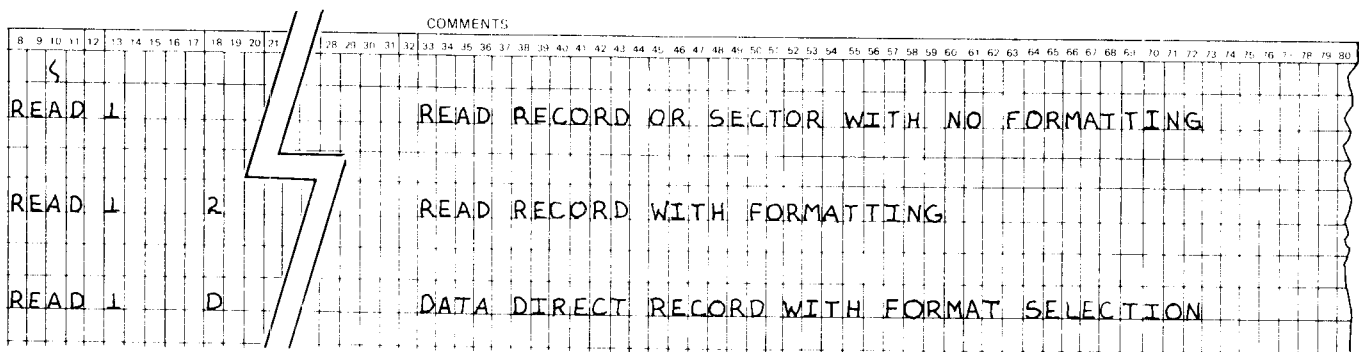 COMMENTS
8 9 10 11 12 13 14 15 16 17 18 19 20 21 28 29 30 31 32 33 34 35 36 37 38 39 40 41 42 43 44 45 46 47 48 49 50 51 52 53 54 55 56 57 58 59 60 61 62 63 64 65 66 67 68 69 70 71 72 73 74 75 76 77 78 79 80
S
READ 1 READ RECORD OR SECTOR WITH NO FORMATTING
READ 1 2 READ RECORD WITH FORMATTING
READ 1 D DATA DIRECT RECORD WITH FORMAT SELECTION